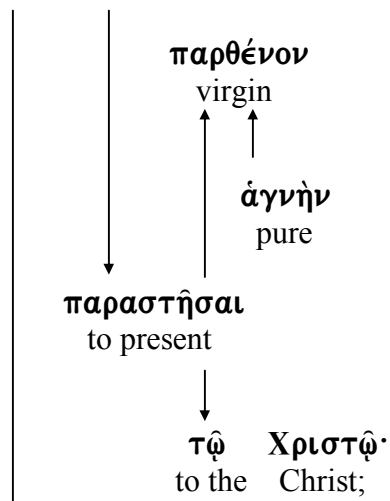 παρθένον
virgin
ἁγνὴν
pure
παραστῆσαι
to present
τῷ Χριστῷ·
to the Christ;